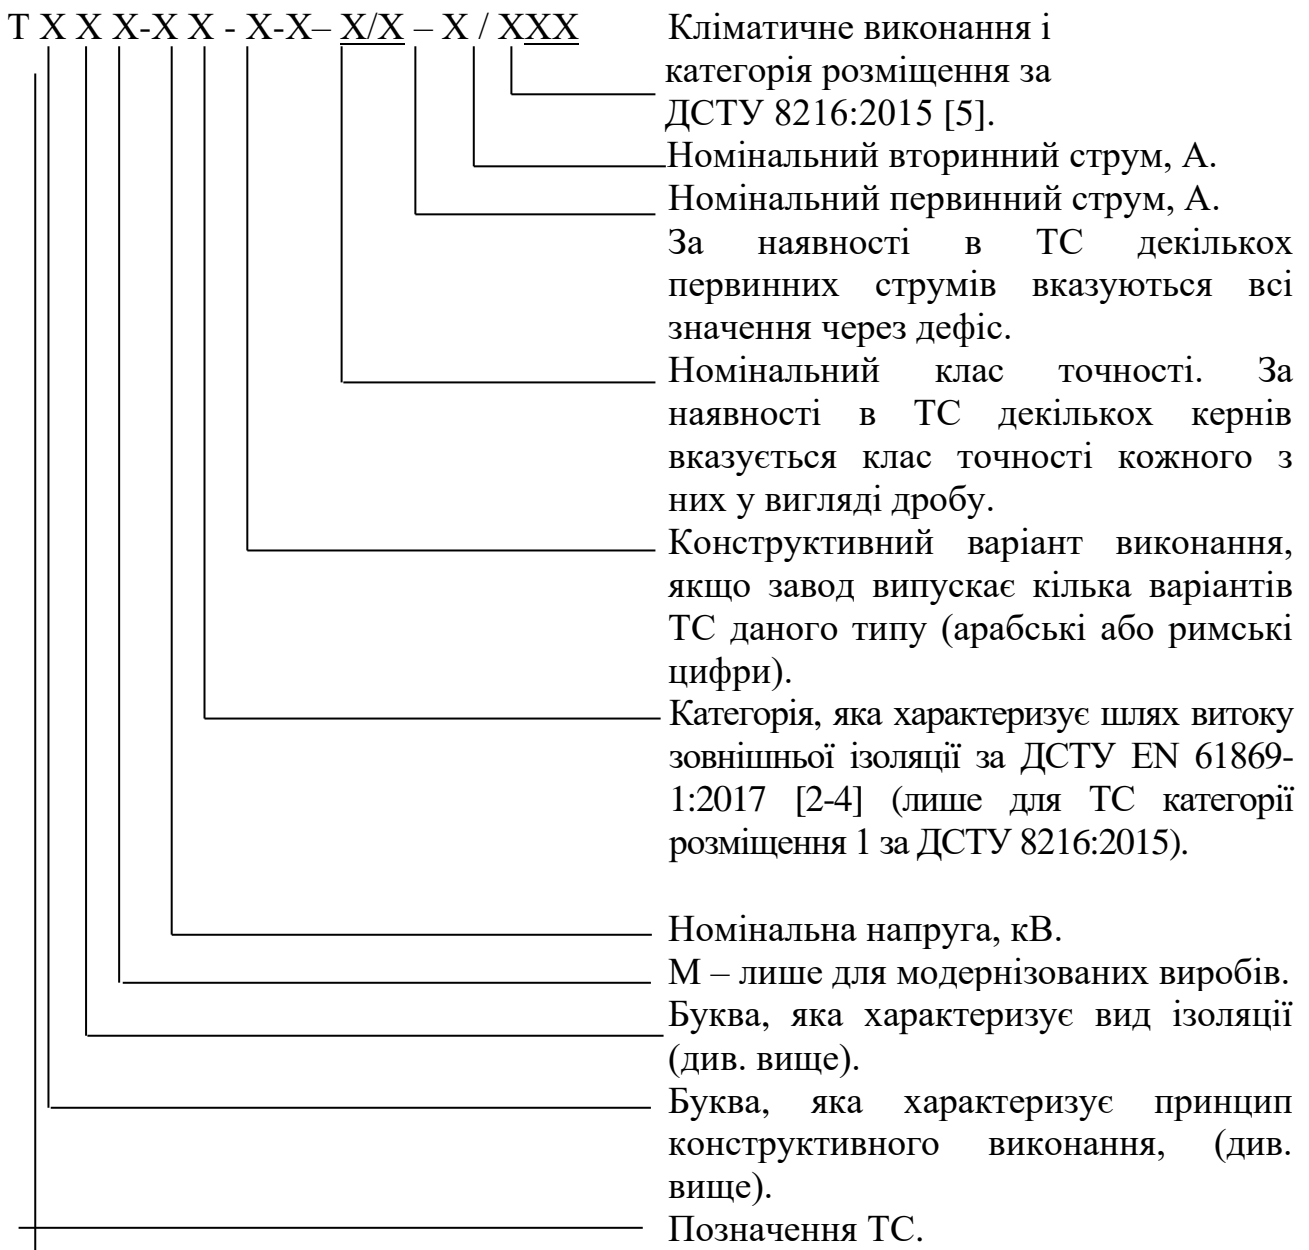 Т Х Х Х-Х Х - Х-Х– Х/Х – Х / ХХХ
Кліматичне виконання і
категорія розміщення за
ДСТУ 8216:2015 [5].
Номінальний вторинний струм, А.
Номінальний первинний струм, А.
За наявності в ТС декількох
первинних струмів вказуються всі
значення через дефіс.
Номінальний клас точності. За
наявності в ТС декількох кернів
вказується клас точності кожного з
них у вигляді дробу.
Конструктивний варіант виконання,
якщо завод випускає кілька варіантів
ТС даного типу (арабські або римські
цифри).
Категорія, яка характеризує шлях витоку
зовнішньої ізоляції за ДСТУ EN 61869-
1:2017 [2-4] (лише для ТС категорії
розміщення 1 за ДСТУ 8216:2015).
Номінальна напруга, кВ.
М – лише для модернізованих виробів.
Буква, яка характеризує вид ізоляції
(див. вище).
Буква, яка характеризує принцип
конструктивного виконання, (див.
вище).
Позначення ТС.